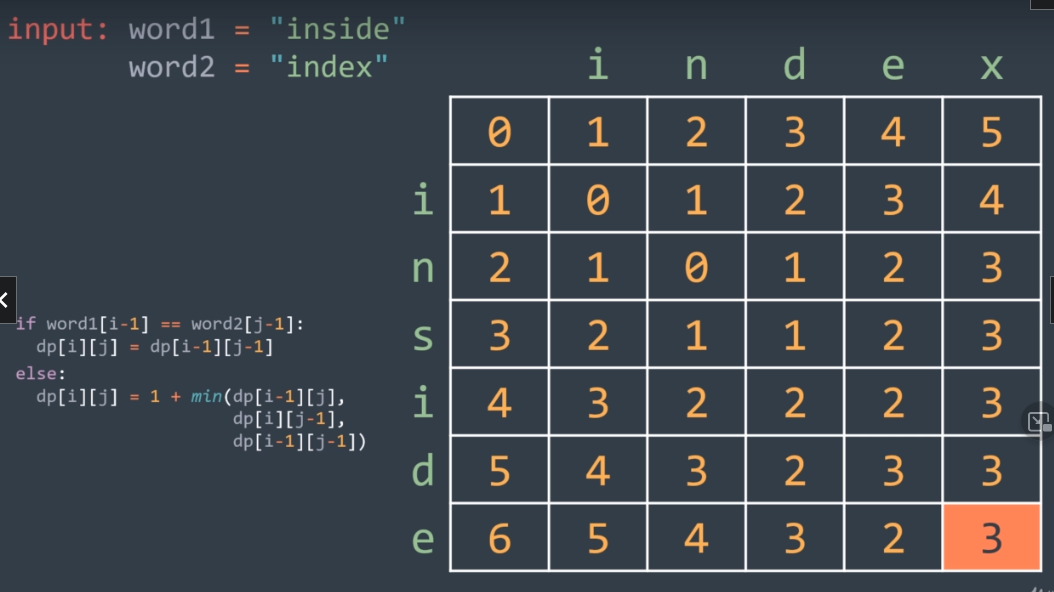 input: word1 = "inside"
word2 = "index"
i n d e x
0 1 2 3 4 5
i 1 0 1 2 3 4
n 2 1 0 1 2 3
s 3 2 1 1 2 3
i 4 3 2 2 2 3
d 5 4 3 2 3 3
e 6 5 4 3 2 3
if word1[i-1] == word2[j-1]:
dp[i][j] = dp[i-1][j-1]
else:
dp[i][j] = 1 + min(dp[i-1][j],
dp[i][j-1],
dp[i-1][j-1])